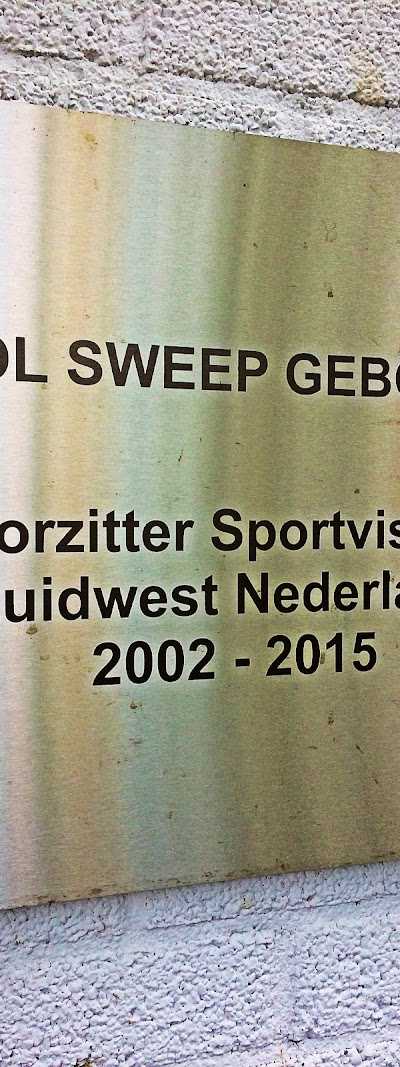 OL SWEEP GEBO
orzitter Sportvis
uidwest Nederla
2002 - 2015